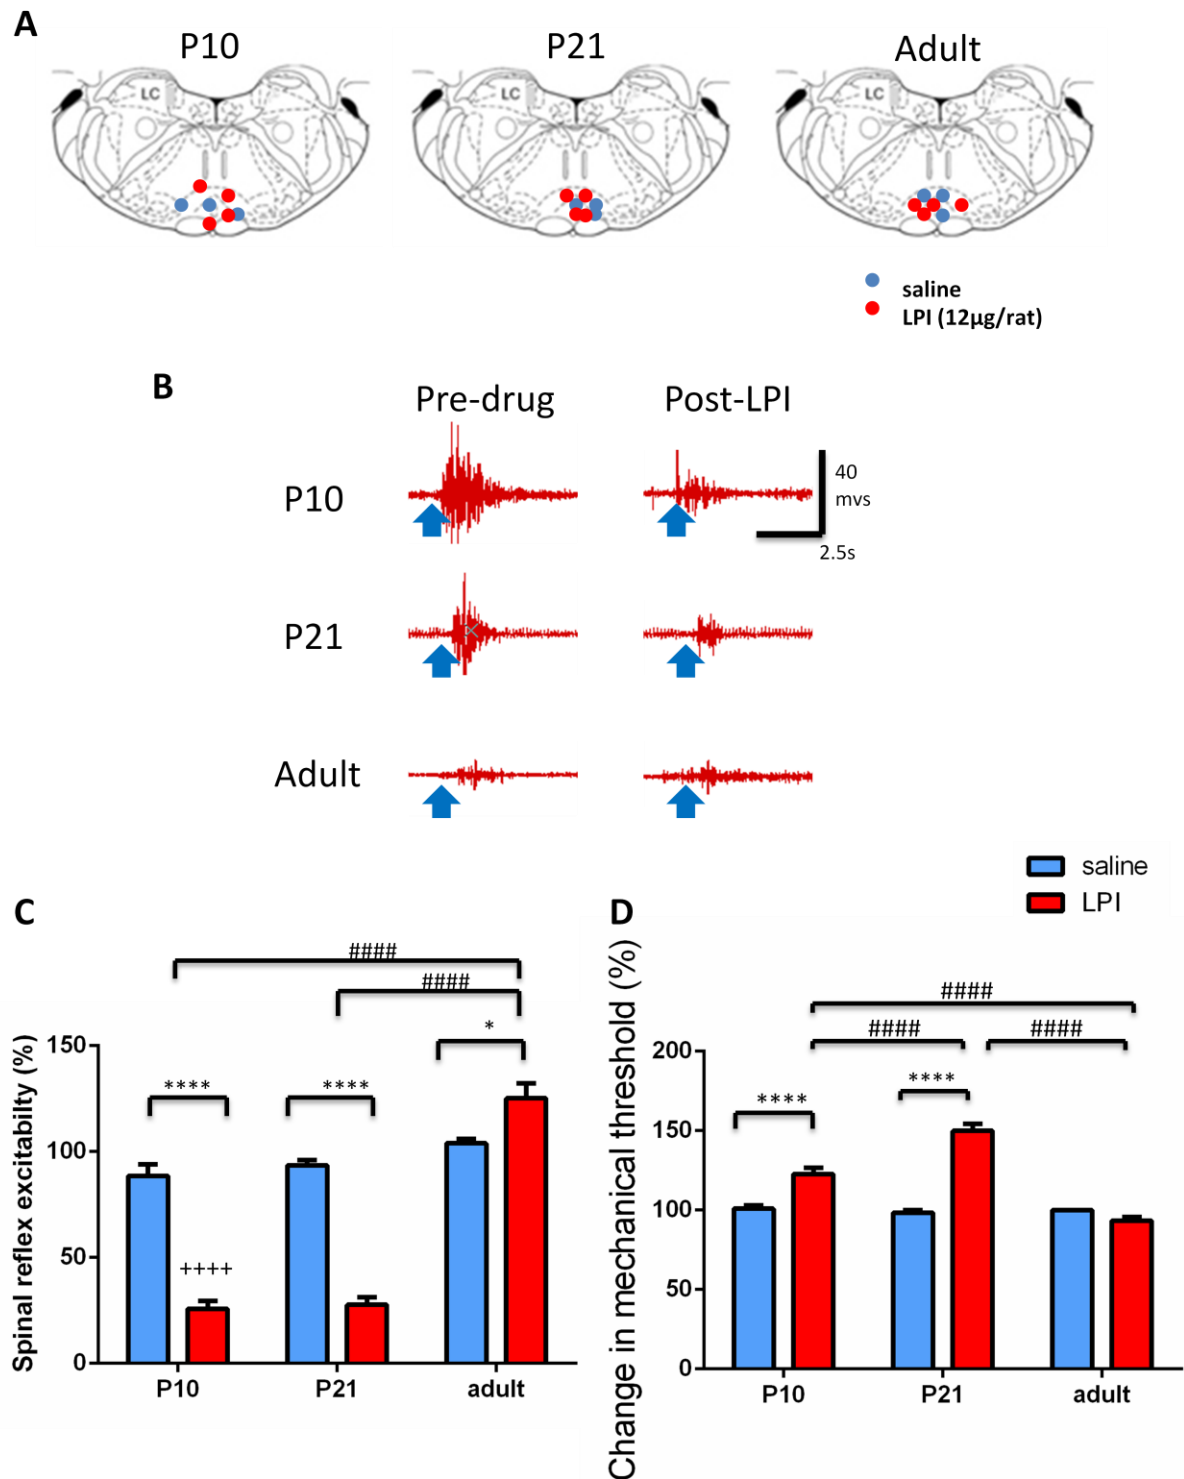 A
P10
P21
Adult
LC
LC
LC
saline
LPI (12µg/rat)
B
Pre-drug
Post-LPI
P10
40
mvs
2.5s
P21
Adult
saline
LPI
C
####
####
*
****
****
++++
Spinal reflex excitabilty (%)
150
100
50
0
P10
P21
adult
D
####
####
####
****
****
Change in mechanical threshold (%)
200
150
100
50
0
P10
P21
adult